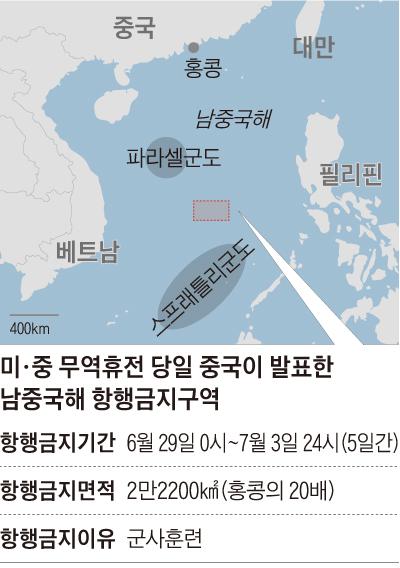 중국
대만
홍콩
남중국해
파라셀군도
필리핀
베트남
스프래틀리군도
400km
미·중 무역휴전 당일 중국이 발표한
남중국해 항행금지구역
항행금지기간 6월 29일 0시~7월 3일 24시(5일간)
항행금지면적 2만2200㎢(홍콩의 20배)
항행금지이유 군사훈련